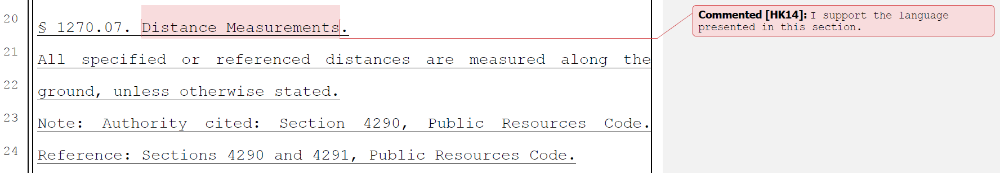 20 § 1270.07. Distance Measurements.
21 All specified or referenced distances are measured along the
22 ground, unless otherwise stated.
23 Note: Authority cited: Section 4290, Public Resources Code.
24 Reference: Sections 4290 and 4291, Public Resources Code.
Commented [HK14]: I support the language
presented in this section.